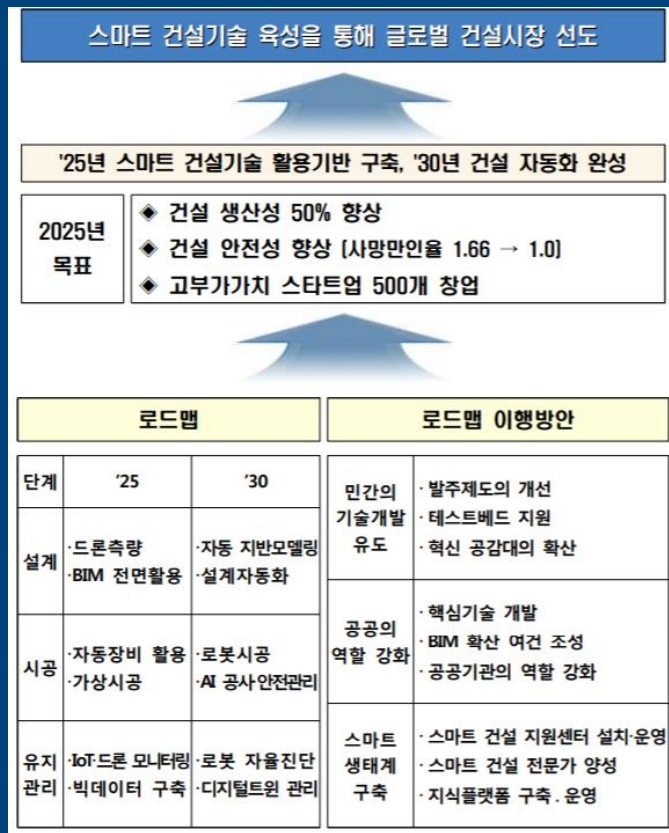 스마트 건설기술 육성을 통해 글로벌 건설시장 선도
'25년 스마트 건설기술 활용기반 구축, '30년 건설 자동화 완성
2025년
목표
◈ 건설 생산성 50% 향상
◈ 건설 안전성 향상 [사망만인율 1.66 → 1.0]
◈ 고부가가치 스타트업 500개 창업
로드맵
단계
'25
'30
설계
·드론측량
·BIM 전면활용
·자동 지반모델링
·설계자동화
시공
·자동장비 활용
·가상시공
·로봇시공
·AI 공사안전관리
유지
관리
·IoT·드론 모니터링
·빅데이터 구축
·로봇 자율진단
·디지털트윈 관리
로드맵 이행방안
민간의
기술개발
유도
· 발주제도의 개선
· 테스트베드 지원
· 혁신 공감대의 확산
공공의
역할 강화
· 핵심기술 개발
· BIM 확산 여건 조성
· 공공기관의 역할 강화
스마트
생태계
구축
· 스마트 건설 지원센터 설치·운영
· 스마트 건설 전문가 양성
· 지식플랫폼 구축.운영